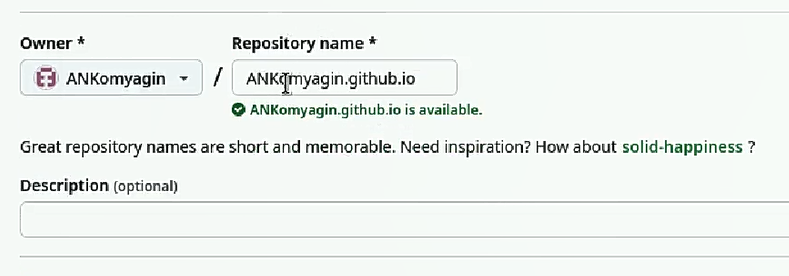 Owner * Repository name *
ANKomyagin / ANKomyagin.github.io
ANKomyagin.github.io is available.
Great repository names are short and memorable. Need inspiration? How about solid-happiness ?
Description (optional)